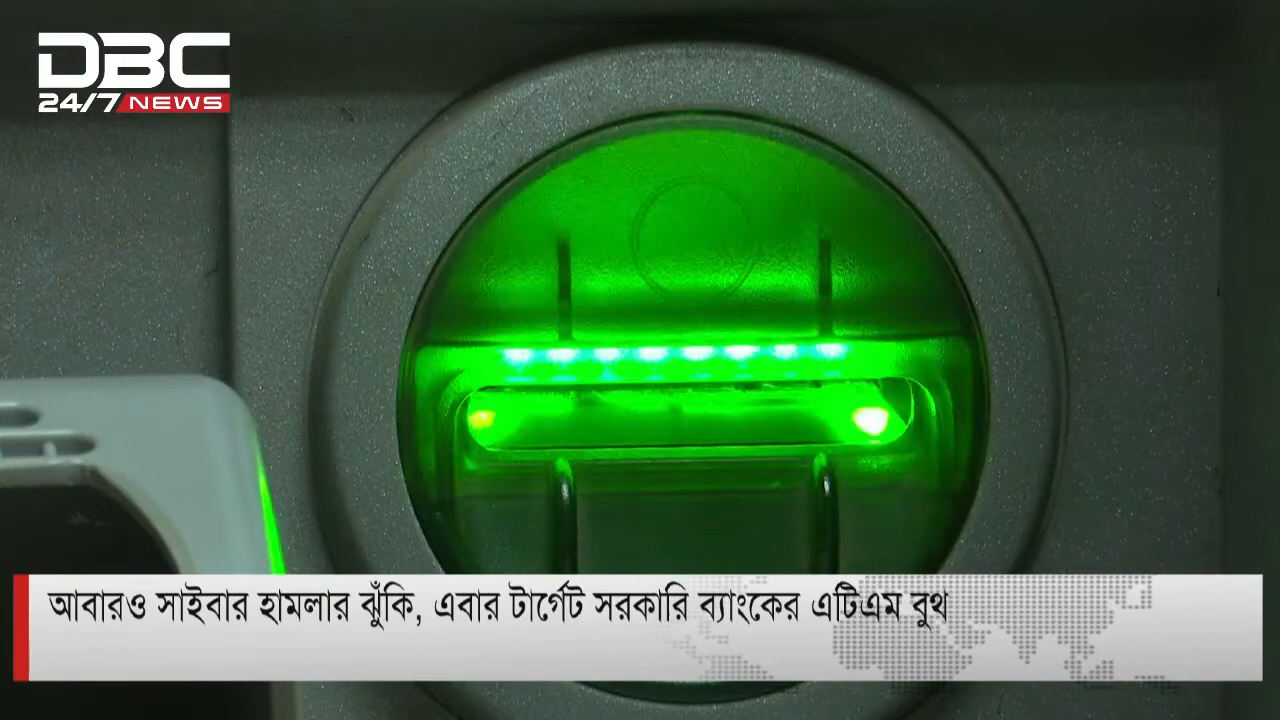 DBC
24/7 NEWS
আবারও সাইবার হামলার ঝুঁকি, এবার টার্গেট সরকারি ব্যাংকের এটিএম বুথ